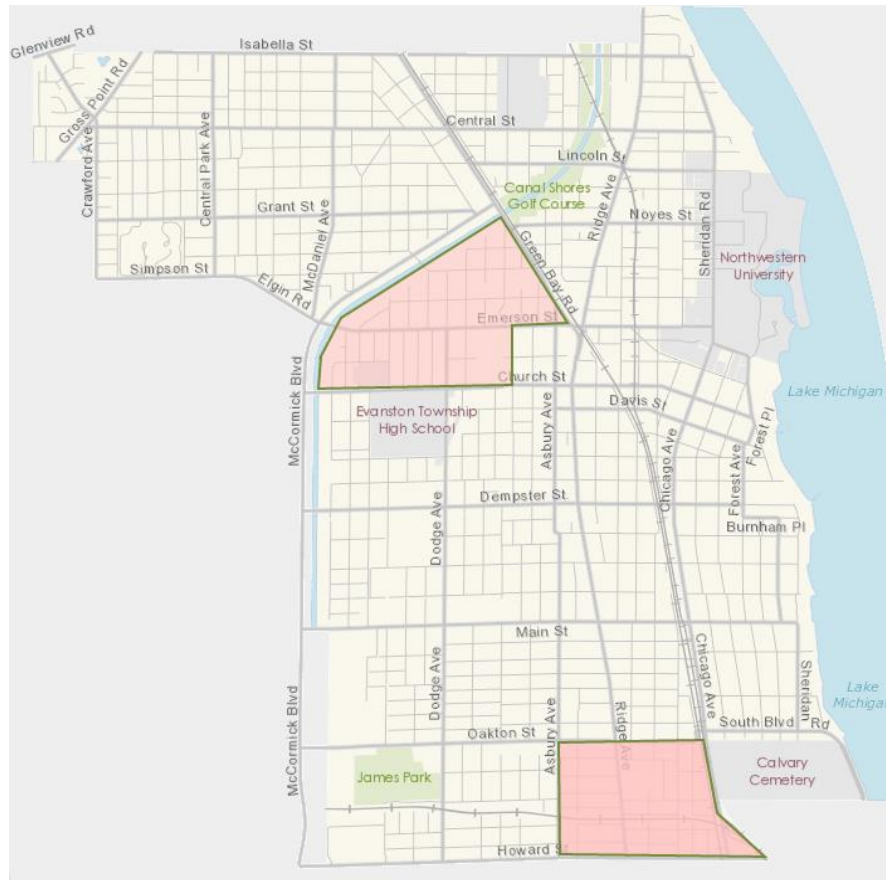 Glenview Rd
Isabella St
Gross Point Rd
Crawford Ave
Central Park Ave
Central St
Lincoln St
Canal Shores
Golf Course
Ridge Ave
Grant St
McDaniel Ave
Noyes St
Sheridan Rd
Green Bay Rd
Northwestern
University
Simpson St
Elgin Rd
Emerson St
McCormick Blvd
Church St
Lake Michigan
Evanston Township
High School
Asbury Ave
Davis St
Forest Pl
Chicago Ave
Forest Ave
Dempster St
Dodge Ave
Burnham Pl
Main St
Chicago Ave
Dodge Ave
McCormick Blvd
Asbury Ave
Ridge Ave
Sheridan
Rd
Lake
Michigan
South Blvd
Oakton St
James Park
Calvary
Cemetery
Howard St